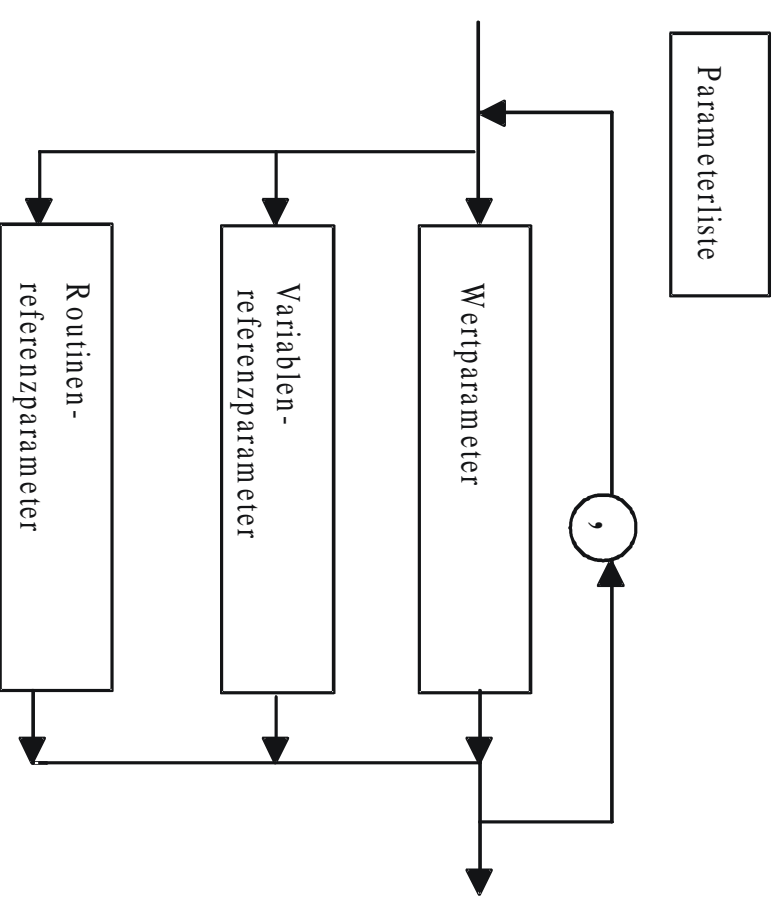 Parameterliste
,
Wertparameter
Variablen-
referenzparameter
Routinen-
referenzparameter